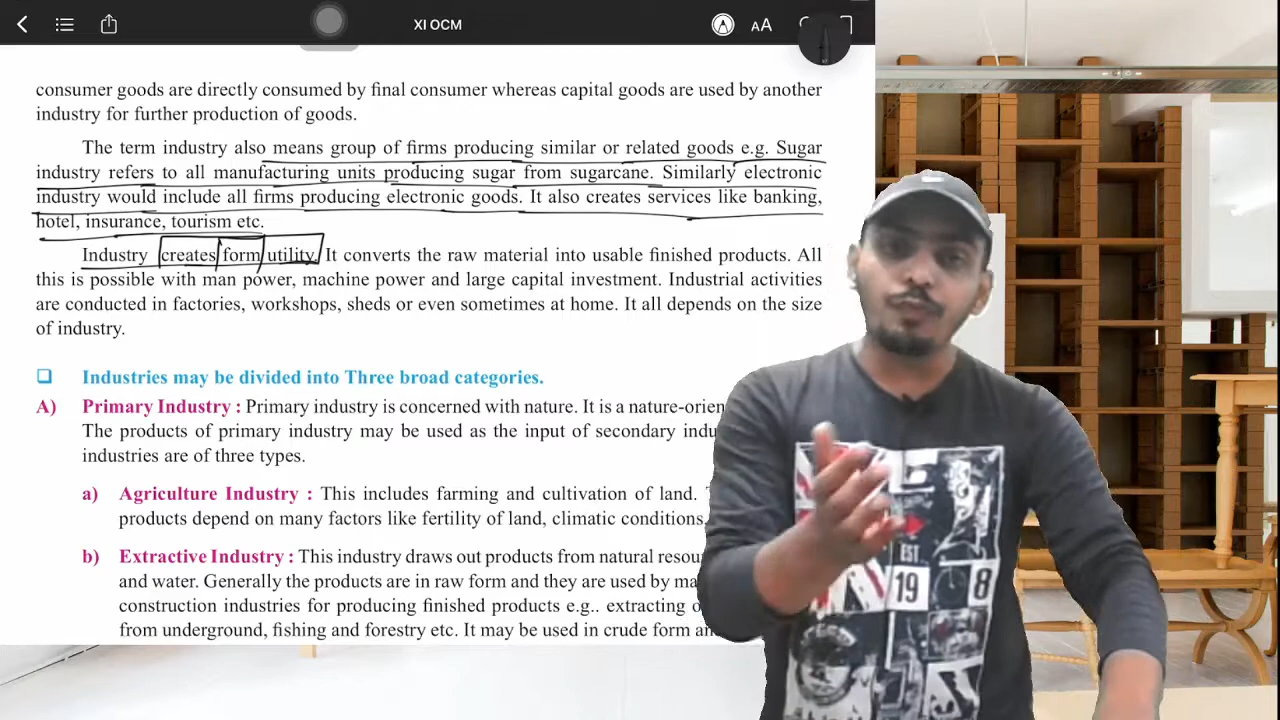 XI OCM
AA
consumer goods are directly consumed by final consumer whereas capital goods are used by another
industry for further production of goods.
The term industry also means group of firms producing similar or related goods e.g. Sugar
industry refers to all manufacturing units producing sugar from sugarcane. Similarly electronic
industry would include all firms producing electronic goods. It also creates services like banking,
hotel, insurance, tourism etc.
Industry creates form utility. It converts the raw material into usable finished products. All
this is possible with man power, machine power and large capital investment. Industrial activities
are conducted in factories, workshops, sheds or even sometimes at home. It all depends on the size
of industry.
❑ Industries may be divided into Three broad categories.
A) Primary Industry : Primary industry is concerned with nature. It is a nature-orien
The products of primary industry may be used as the input of secondary indu
industries are of three types.
a) Agriculture Industry : This includes farming and cultivation of land.
products depend on many factors like fertility of land, climatic conditions,
b) Extractive Industry : This industry draws out products from natural resou
and water. Generally the products are in raw form and they are used by ma
construction industries for producing finished products e.g.. extracting o
from underground, fishing and forestry etc. It may be used in crude form an
EST
19 8